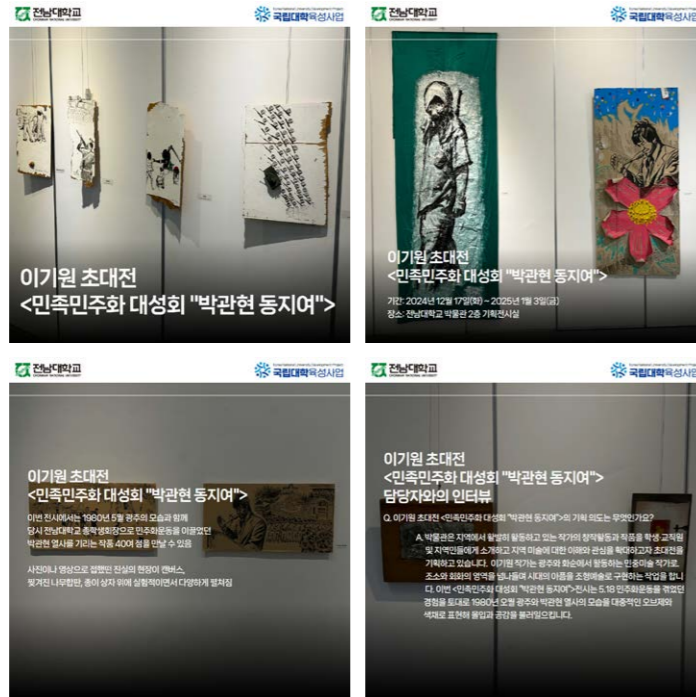 전남대학교
국립대학육성사업
이기원 초대전
<민족민주화 대성회 "박관현 동지여">
전남대학교
국립대학육성사업
이기원 초대전
<민족민주화 대성회 "박관현 동지여">
기간: 2024년 12월 17일(화) - 2025년 1월 3일(금)
장소: 전남대학교 박물관 2층 기획전시실
전남대학교
국립대학육성사업
이기원 초대전
<민족민주화 대성회 "박관현 동지여">
이번 전시에서는 1980년 5월 광주의 모습과 함께
당시 전남대학교 총학생회장으로 민주화운동을 이끌었던
박관현 열사를 기리는 작품 40여 점을 만날 수 있음
사진이나 영상으로 접했던 진실의 현장이 캔버스,
찢겨진 나무합판, 종이 상자 위에 실험적이면서 다양하게 펼쳐짐
전남대학교
국립대학육성사업
이기원 초대전
<민족민주화 대성회 "박관현 동지여">
담당자와의 인터뷰
Q. 이기원 초대전 <민족민주화 대성회 "박관현 동지여">의 기획 의도는 무엇인가요?
A. 박물관은 지역에서 활발히 활동하고 있는 작가의 창작활동과 작품을 학생·교직원
및 지역민들에게 소개하고 지역 미술에 대한 이해와 관심을 확대하고자 초대전을
기획하고 있습니다. 이기원 작가는 광주와 화순에서 활동하는 민중미술 작가로,
조소와 회화의 영역을 넘나들며 시대의 아픔을 조형예술로 구현하는 작업을 합니
다. 이번 <민족민주화 대성회 "박관현 동지여">전시는 5.18 민주화운동을 겪었던
경험을 토대로 1980년 오월 광주와 박관현 열사의 모습을 대중적인 오브제와
색채로 표현해 몰입과 공감을 불러일으킵니다.